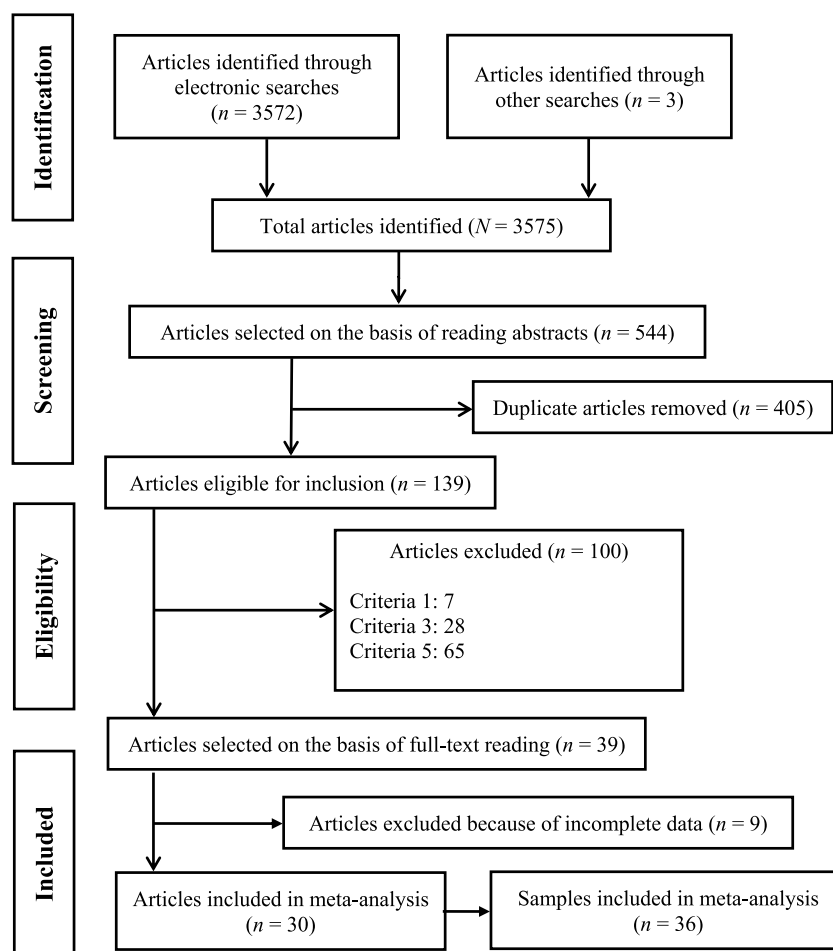 Identification
Articles identified through
electronic searches
(n = 3572)
Articles identified through
other searches (n = 3)
Total articles identified (N = 3575)
Screening
Articles selected on the basis of reading abstracts (n = 544)
Duplicate articles removed (n = 405)
Articles eligible for inclusion (n = 139)
Eligibility
Articles excluded (n = 100)
Criteria 1: 7
Criteria 3: 28
Criteria 5: 65
Articles selected on the basis of full-text reading (n = 39)
Included
Articles excluded because of incomplete data (n = 9)
Articles included in meta-analysis
(n = 30)
Samples included in meta-analysis
(n = 36)